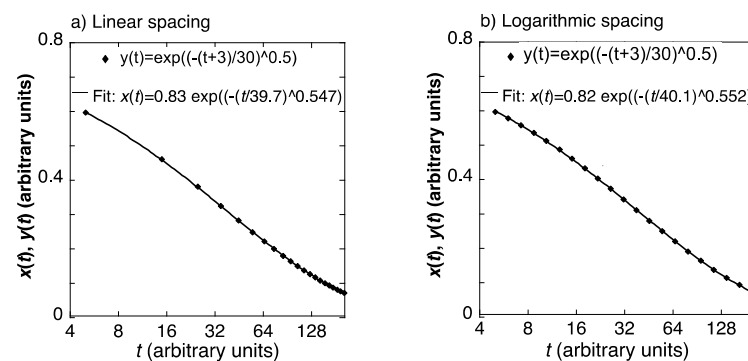 a) Linear spacing
0.8
y(t)=exp((-(t+3)/30)^0.5)
Fit: x(t)=0.83 exp((-(t/39.7)^0.547)
x(t), y(t) (arbitrary units)
0.4
0
4 8 16 32 64 128
t (arbitrary units)
b) Logarithmic spacing
0.8
y(t)=exp((-(t+3)/30)^0.5)
Fit: x(t)=0.82 exp((-(t/40.1)^0.552)
x(t), y(t) (arbitrary units)
0.4
0
4 8 16 32 64 128
t (arbitrary units)